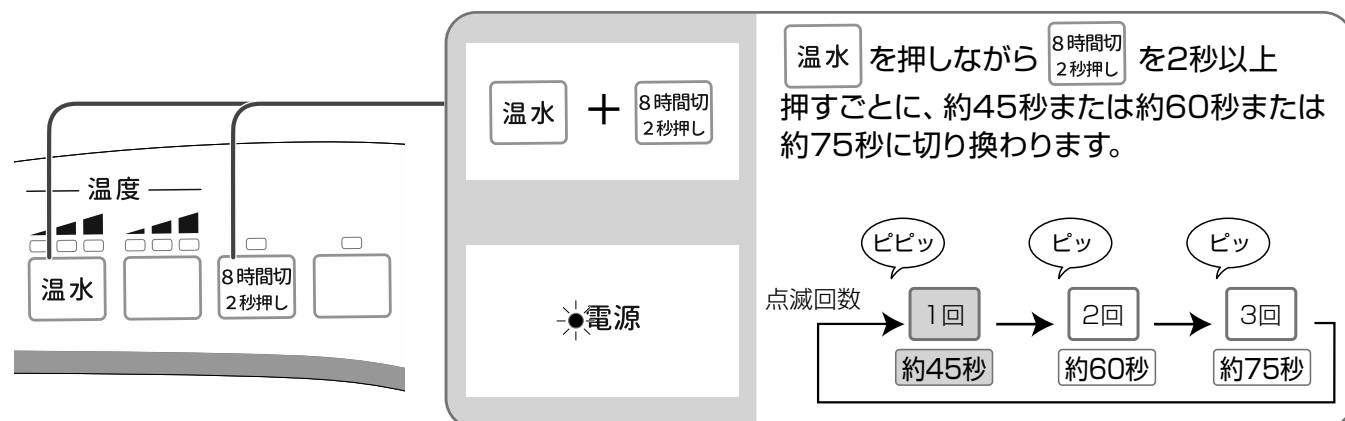 温度
温水
8時間切
2秒押し
温水 + 8時間切
2秒押し
電源
温水 を押しながら 8時間切 2秒押し を2秒以上
押すごとに、約45秒または約60秒または
約75秒に切り換わります。
ピピッ ピッ ピッ
点滅回数 1回 2回 3回
約45秒 約60秒 約75秒